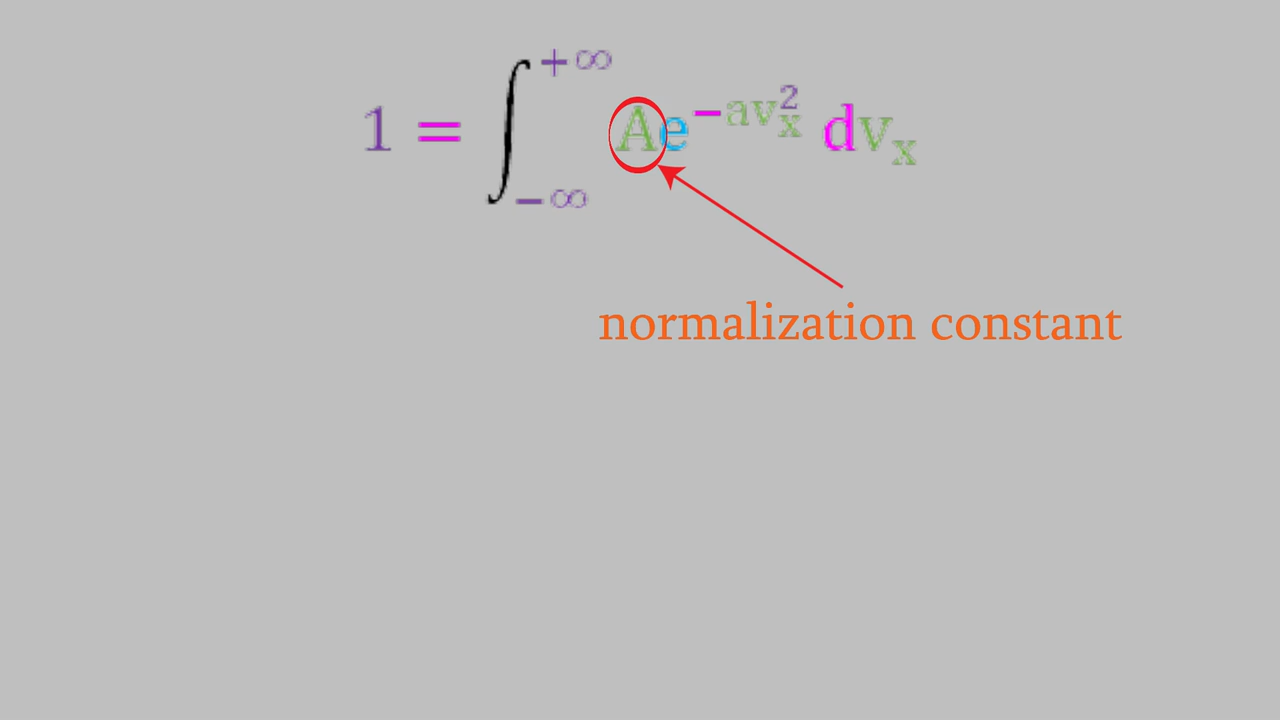 1 = ∫_{−∞}^{+∞} Ae^{−av_x^2} dv_x
normalization constant